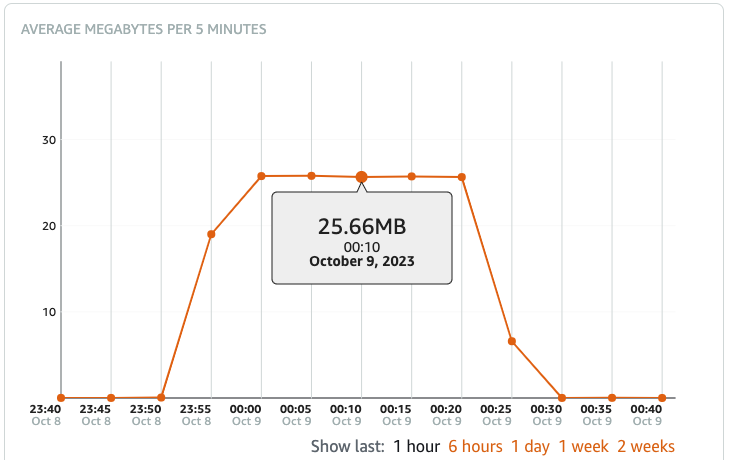 AVERAGE MEGABYTES PER 5 MINUTES
30
20
10
25.66MB
00:10
October 9, 2023
23:40 23:45 23:50 23:55 00:00 00:05 00:10 00:15 00:20 00:25 00:30 00:35 00:40
Oct 8 Oct 8 Oct 8 Oct 8 Oct 9 Oct 9 Oct 9 Oct 9 Oct 9 Oct 9 Oct 9 Oct 9 Oct 9
Show last: 1 hour 6 hours 1 day 1 week 2 weeks